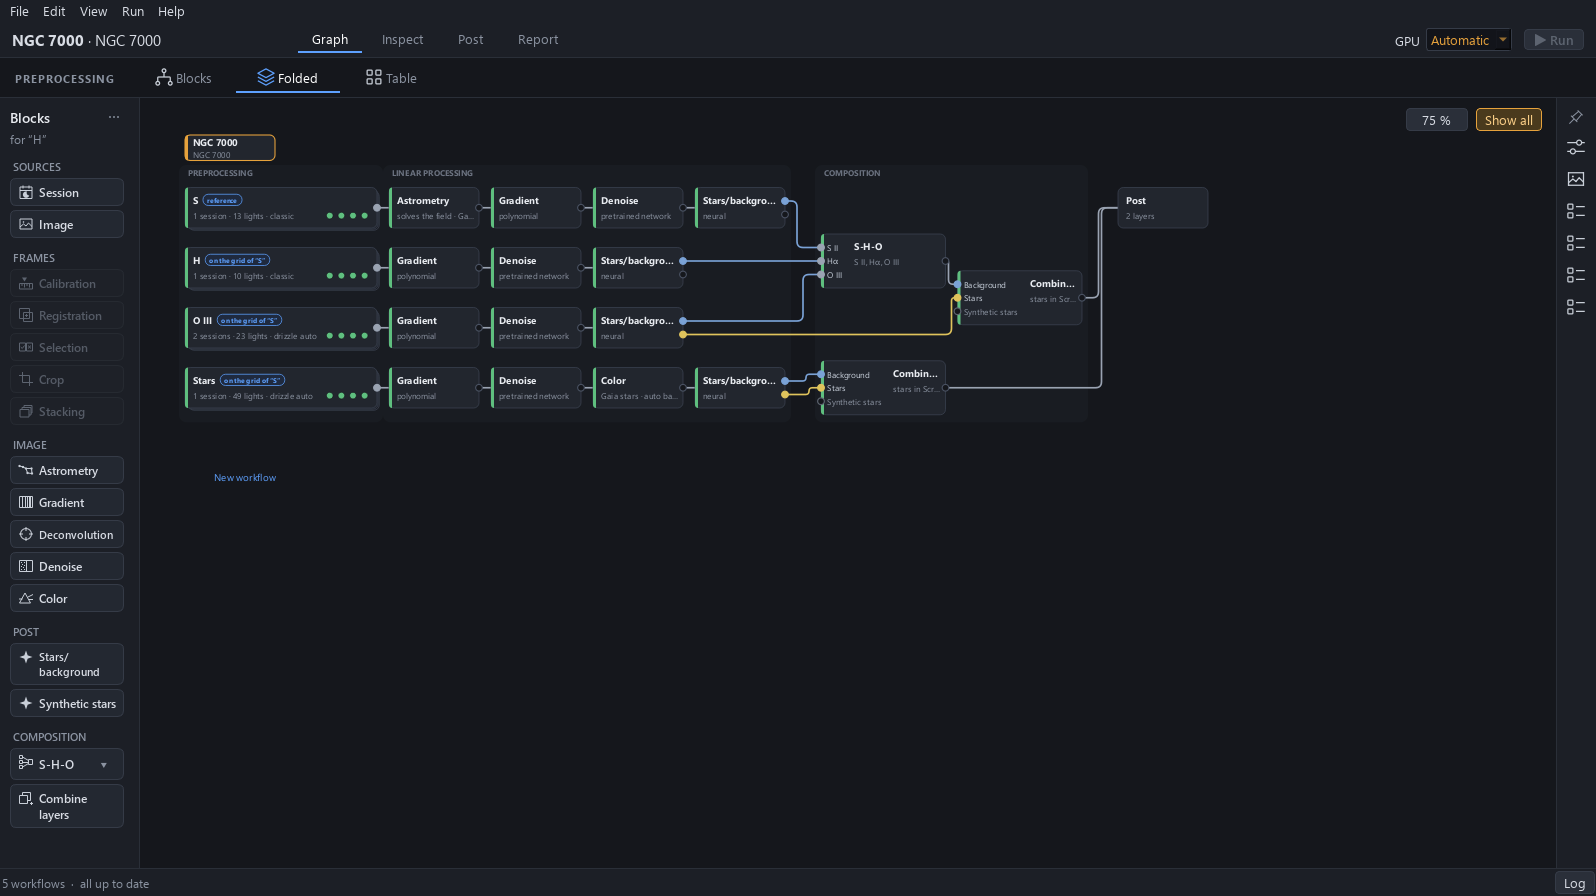 File Edit View Run Help
NGC 7000 · NGC 7000
Graph Inspect Post Report
GPU Automatic Run
PREPROCESSING Blocks Folded Table
Blocks ...
for “H”
SOURCES
Session
Image
FRAMES
Calibration
Registration
Selection
Crop
Stacking
IMAGE
Astrometry
Gradient
Deconvolution
Denoise
Color
POST
Stars/
background
Synthetic stars
COMPOSITION
S-H-O
Combine
layers
75 % Show all
NGC 7000
NGC 7000
PREPROCESSING LINEAR PROCESSING COMPOSITION
S reference
1 session · 13 lights · classic
Astrometry
solves the field · Ga...
Gradient
polynomial
Denoise
pretrained network
Stars/backgro...
neural
H on the grid of "S"
1 session · 10 lights · classic
Gradient
polynomial
Denoise
pretrained network
Stars/backgro...
neural
O III on the grid of "S"
2 sessions · 23 lights · drizzle auto
Gradient
polynomial
Denoise
pretrained network
Stars/backgro...
neural
Stars on the grid of "S"
1 session · 49 lights · drizzle auto
Gradient
polynomial
Denoise
pretrained network
Color
Gaia stars · auto ba...
Stars/backgro...
neural
S II
Hα
O III
S-H-O
S II, Hα, O III
Background
Stars
Synthetic stars
Combin...
stars in Scr...
Background
Stars
Synthetic stars
Combin...
stars in Scr...
Post
2 layers
New workflow
5 workflows · all up to date
Log